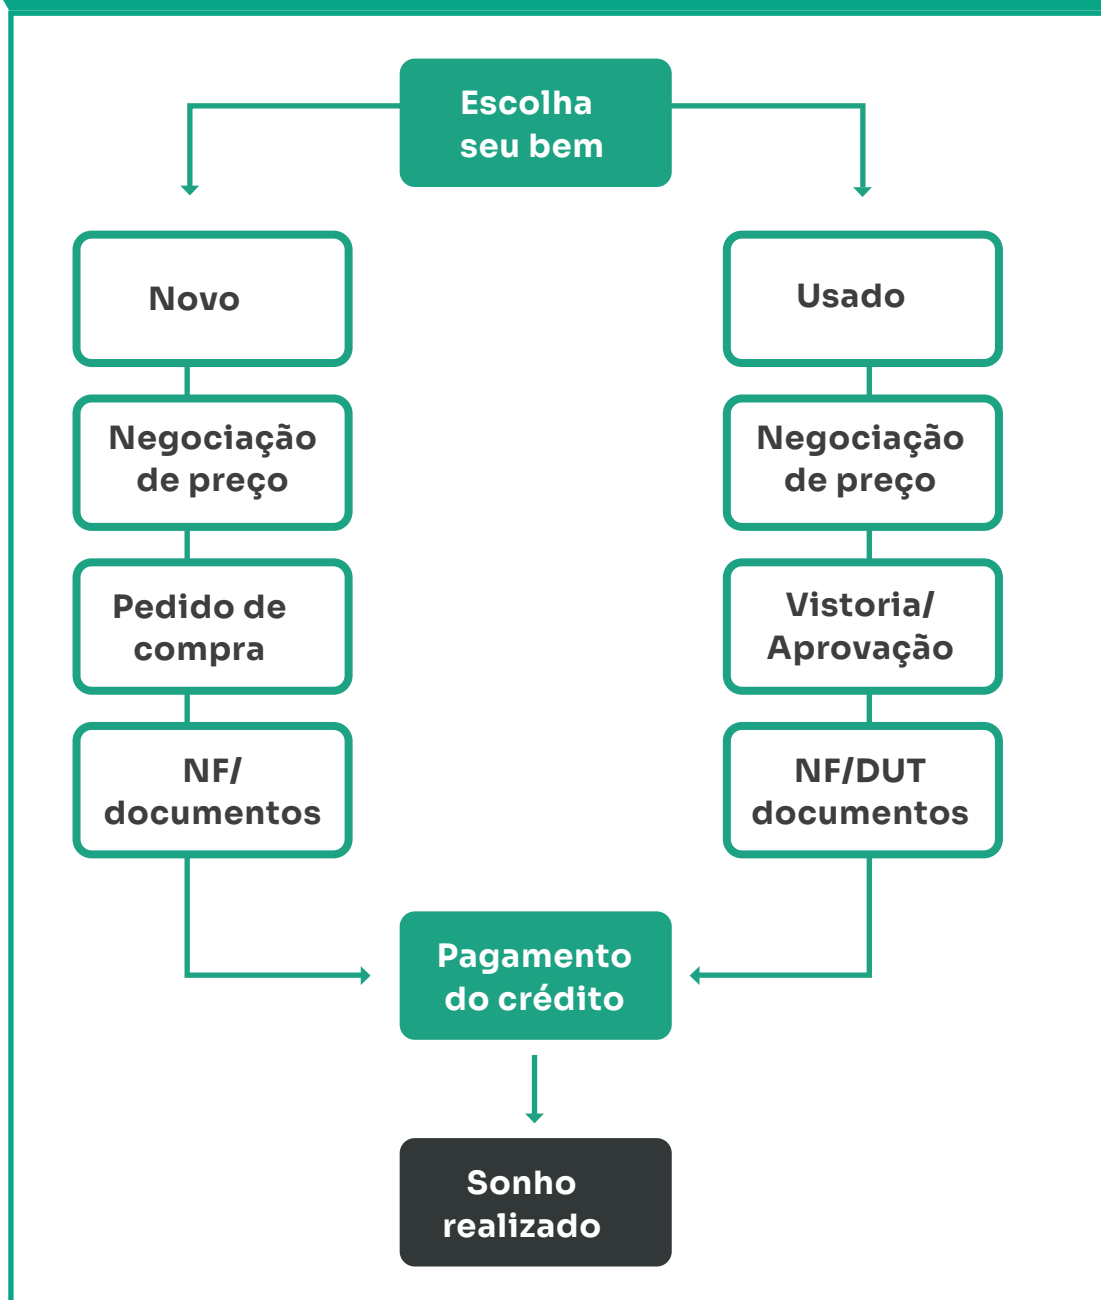 Escolha
seu bem
Novo
Negociação
de preço
Pedido de
compra
NF/
documentos
Usado
Negociação
de preço
Vistoria/
Aprovação
NF/DUT
documentos
Pagamento
do crédito
Sonho
realizado